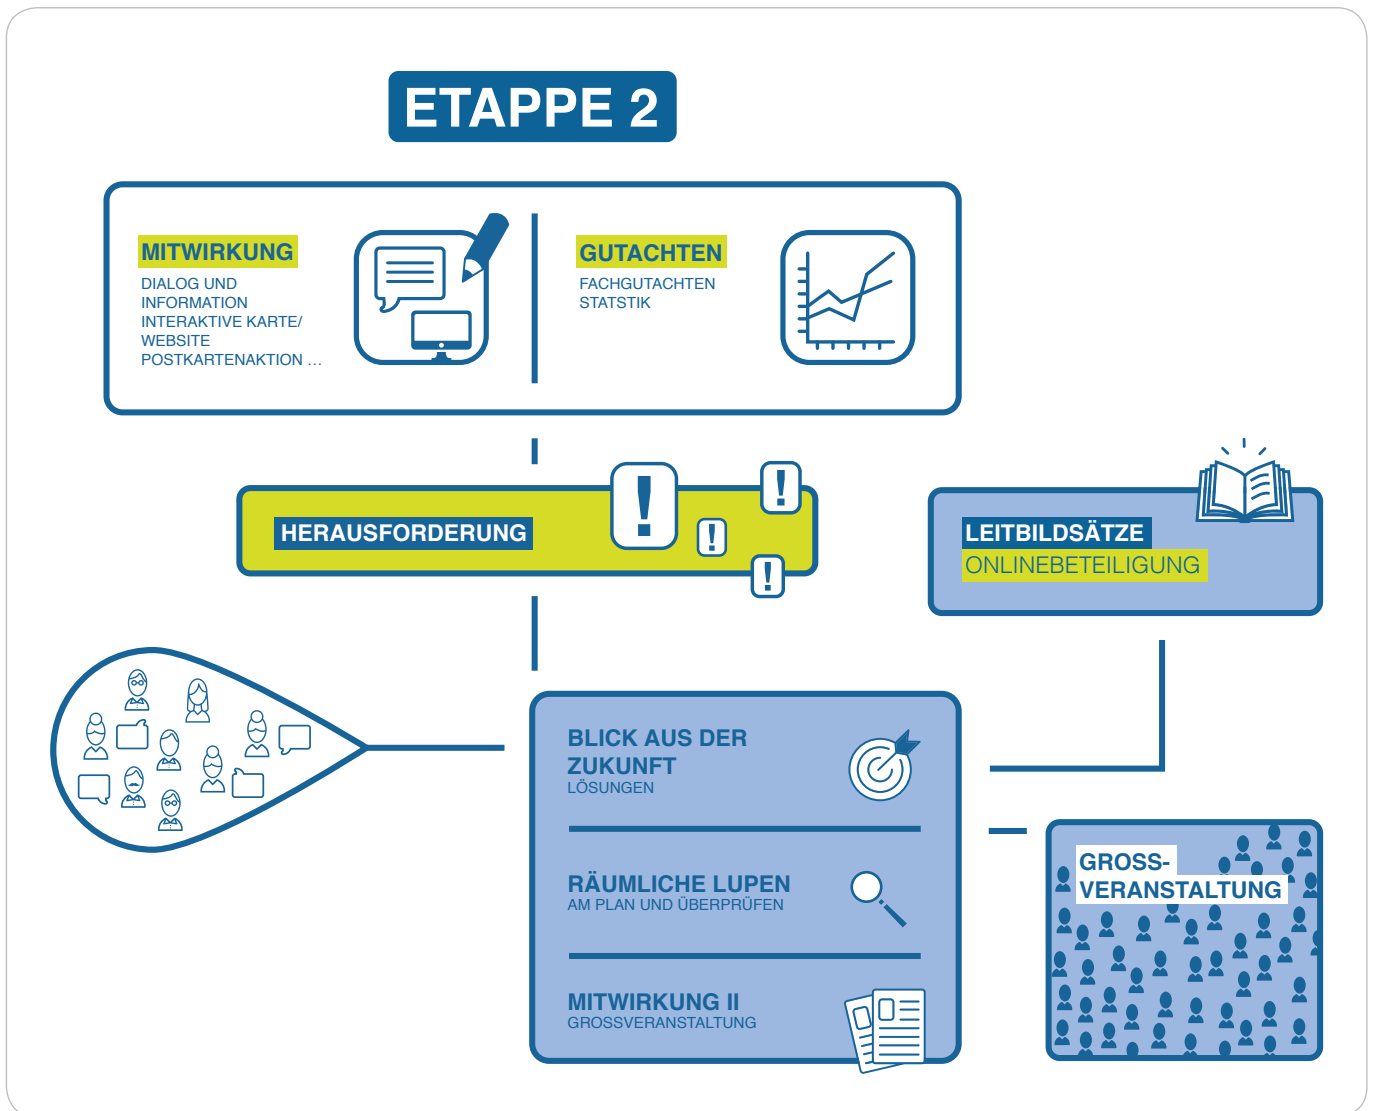 ETAPPE 2
MITWIRKUNG
DIALOG UND
INFORMATION
INTERAKTIVE KARTE/
WEBSITE
POSTKARTENAKTION …
GUTACHTEN
FACHGUTACHTEN
STATSTIK
HERAUSFORDERUNG
!
!
!
!
LEITBILDSÄTZE
ONLINEBETEILIGUNG
BLICK AUS DER
ZUKUNFT
LÖSUNGEN
RÄUMLICHE LUPEN
AM PLAN UND ÜBERPRÜFEN
MITWIRKUNG II
GROSSVERANSTALTUNG
GROSS-
VERANSTALTUNG